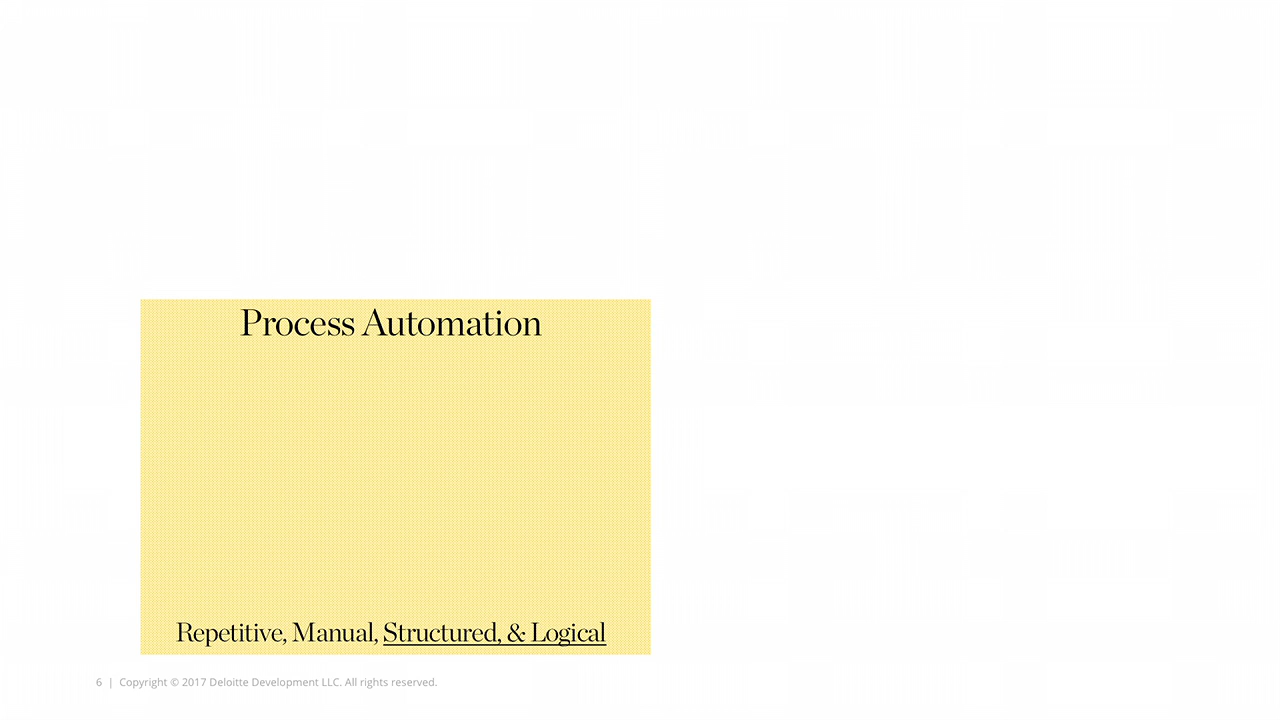 Process Automation
Repetitive, Manual, Structured, & Logical
6 | Copyright © 2017 Deloitte Development LLC. All rights reserved.